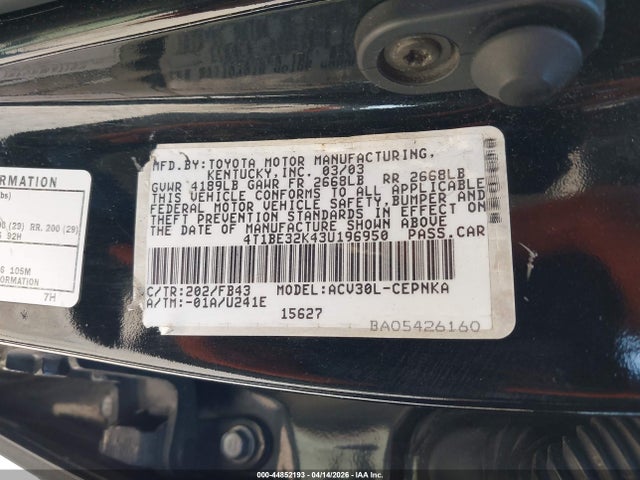 MFD.BY:TOYOTA MOTOR MANUFACTURING,
KENTUCKY, INC. 03/03
GVWR 4189LB GAWR FR 2668LB RR 2668LB
THIS VEHICLE CONFORMS TO ALL APPLICABLE
FEDERAL MOTOR VEHICLE SAFETY, BUMPER AND
THEFT PREVENTION STANDARDS IN EFFECT ON
THE DATE OF MANUFACTURE SHOWN ABOVE
4T1BE32K43U196950 PASS.CAR
C/TR:202/FB43 MODEL:ACV30L-CEPNKA
A/TM:-01A/U241E
15627
BA05426160
ORMATION
(29) RR. 200 (29)
92H
105M
FORMATION
7H
000-44852193 - 04/14/2026 - IAA Inc.